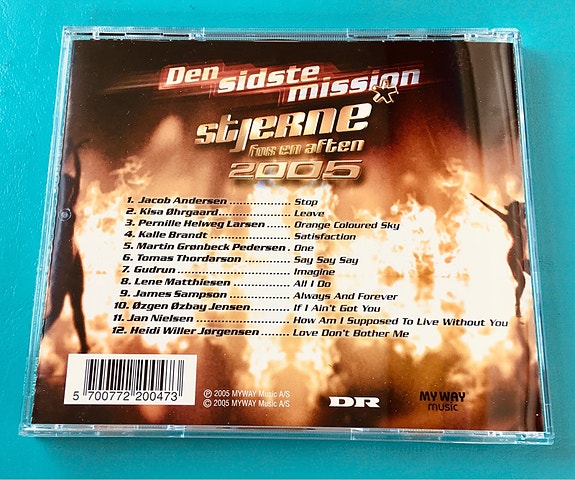 Den sidste mission
stjerne
for en aften
2005
1. Jacob Andersen ................. Stop
2. Kisa Øhrgaard ................. Leave
3. Pernille Helweg Larsen ....... Orange Coloured Sky
4. Kalle Brandt ..................... Satisfaction
5. Martin Grønbeck Pedersen . One
6. Tomas Thordarson ............ Say Say Say
7. Gudrun ........................... Imagine
8. Lene Matthiesen .............. All I Do
9. James Sampson ............... Always And Forever
10. Øzgen Øzbay Jensen ......... If I Ain't Got You
11. Jan Nielsen ..................... How Am I Supposed To Live Without You
12. Heidi Willer Jørgensen ...... Love Don't Bother Me
5 700772 200473
℗ 2005 MYWAY Music A/S
© 2005 MYWAY Music A/S
DR
MY WAY
music